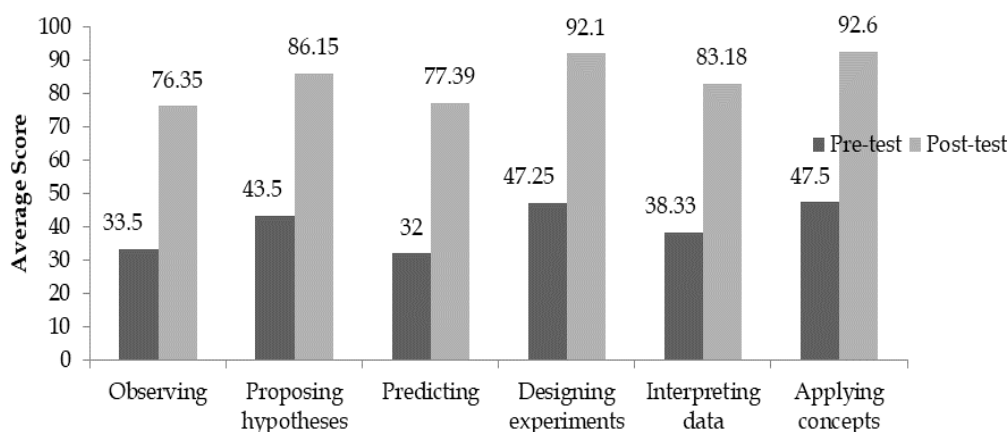 Average Score
100
90
80
70
60
50
40
30
20
10
0
33.5
76.35
43.5
86.15
32
77.39
47.25
92.1
38.33
83.18
47.5
92.6
Pre-test
Post-test
Observing
Proposing
hypotheses
Predicting
Designing
experiments
Interpreting
data
Applying
concepts